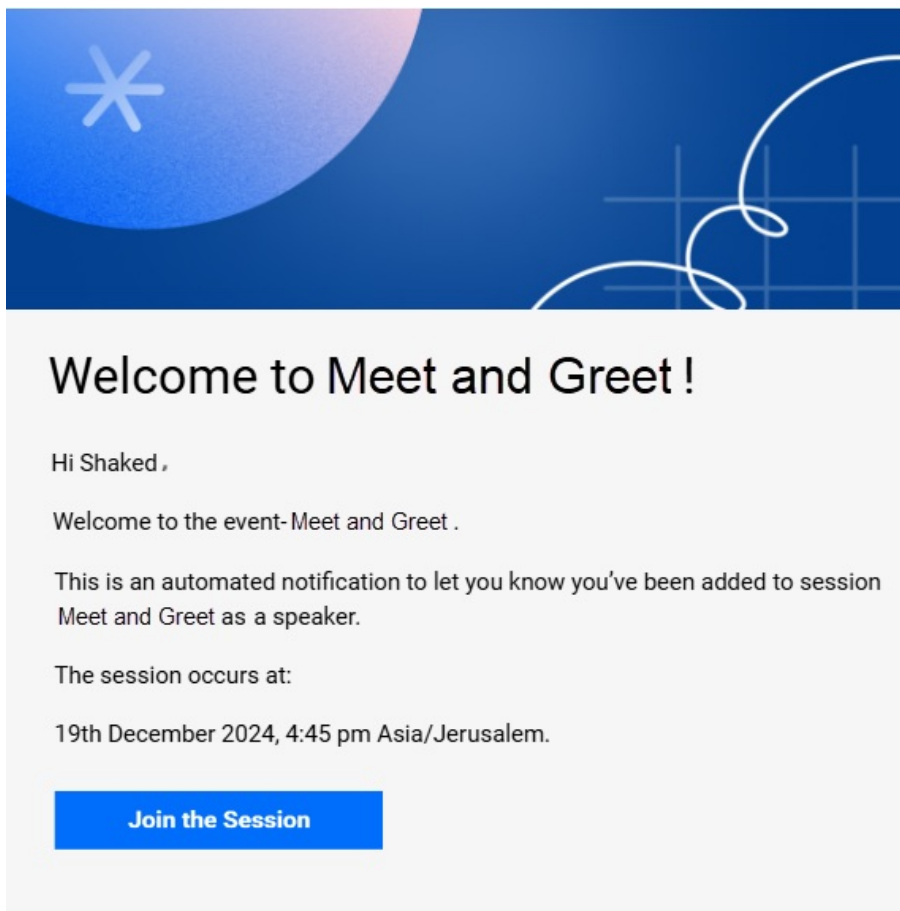 Welcome to Meet and Greet !
Hi Shaked ,
Welcome to the event- Meet and Greet .
This is an automated notification to let you know you’ve been added to session
Meet and Greet as a speaker.
The session occurs at:
19th December 2024, 4:45 pm Asia/Jerusalem.
Join the Session